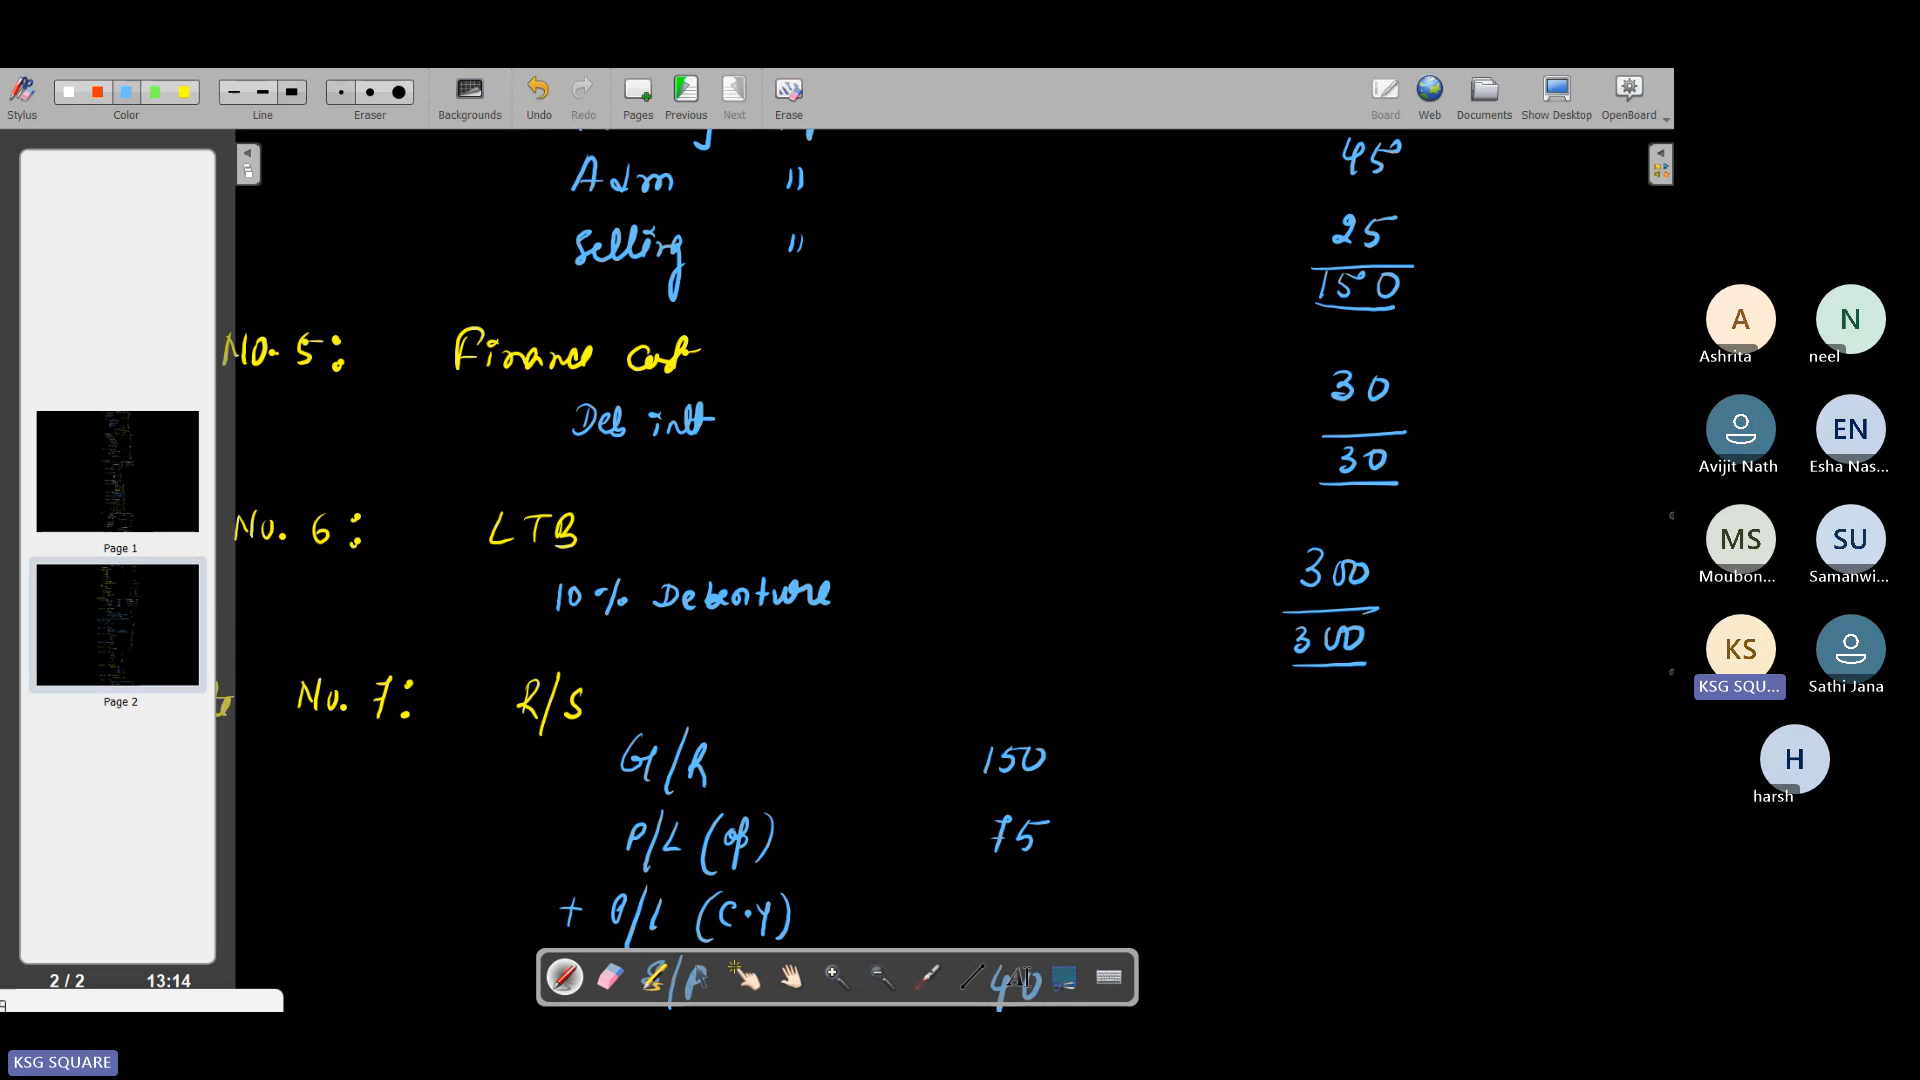 Stylus
Color
Line
Eraser
Backgrounds
Undo
Redo
Pages
Previous
Next
Erase
Board
Web
Documents
Show Desktop
OpenBoard
45
Adm "
25
Selling "
150
No. 5: Finance cost
30
Deb intt
30
No. 6: LTB
300
10% Debenture
300
No. 7: R/S
G/R 150
P/L (op) 75
+ P/L (C.Y)
40
Page 1
Page 2
2 / 2 13:14
A
Ashrita
N
neel
Avijit Nath
EN
Esha Nas...
MS
Moubon...
SU
Samanwi...
KS
KSG SQU...
Sathi Jana
H
harsh
KSG SQUARE